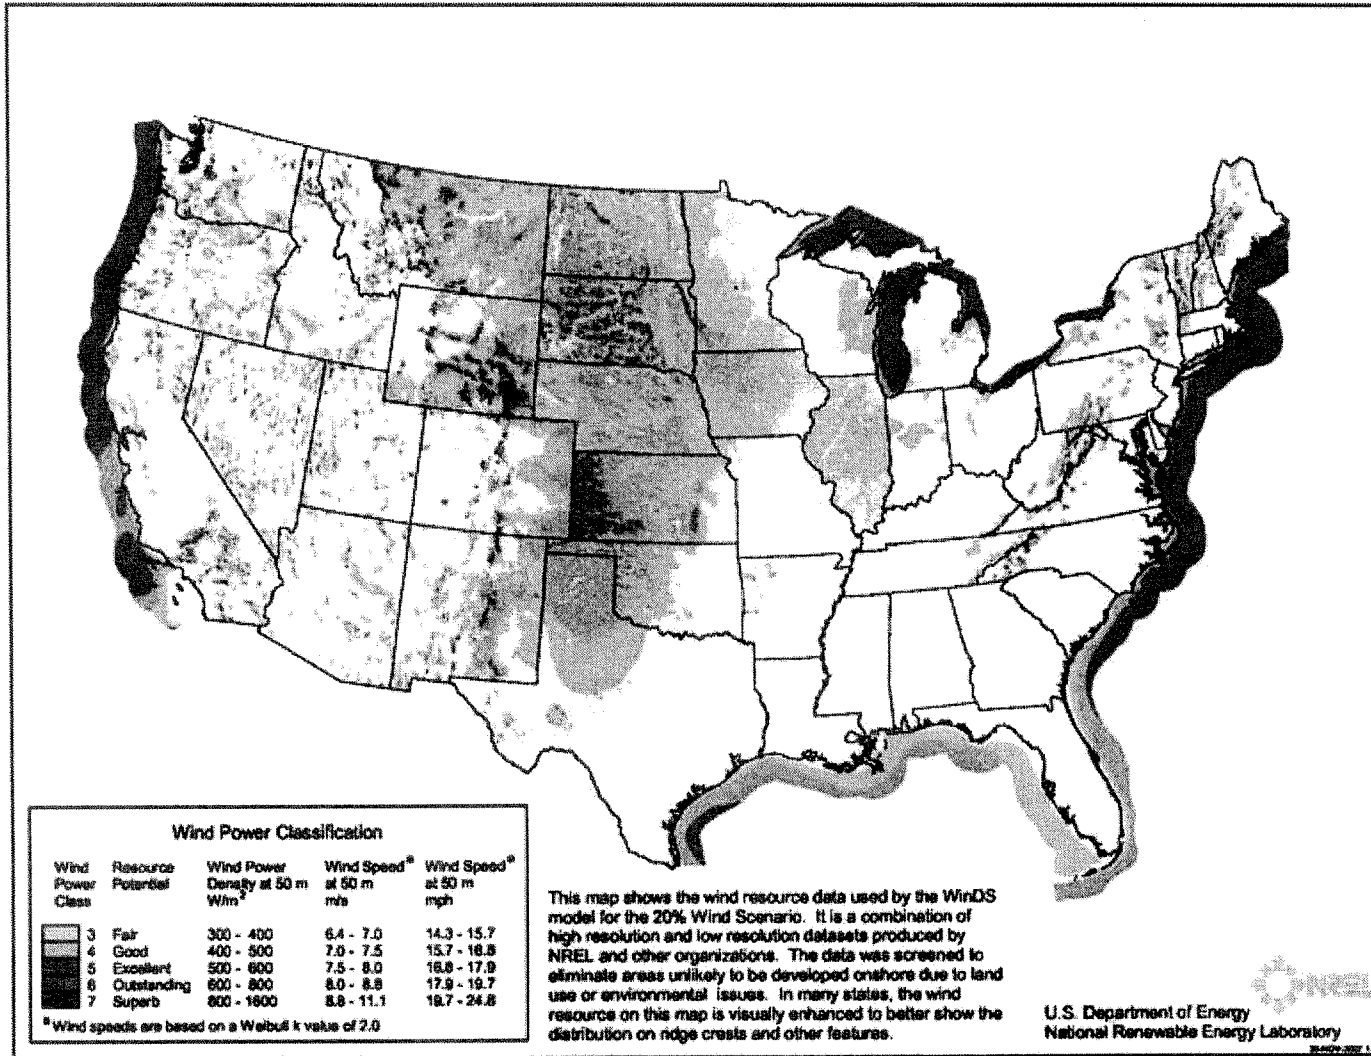 Wind Power Classification
Wind Power Class Resource Potential Wind Power Density at 50 m W/m² Wind Speed* at 50 m m/s Wind Speed* at 50 m mph
3 Fair 300 - 400 6.4 - 7.0 14.3 - 15.7
4 Good 400 - 500 7.0 - 7.5 15.7 - 16.8
5 Excellent 500 - 600 7.5 - 8.0 16.8 - 17.9
6 Outstanding 600 - 800 8.0 - 8.8 17.9 - 19.7
7 Superb 800 - 1600 8.8 - 11.1 19.7 - 24.8
*Wind speeds are based on a Weibull k value of 2.0
This map shows the wind resource data used by the WinDS
model for the 20% Wind Scenario. It is a combination of
high resolution and low resolution datasets produced by
NREL and other organizations. The data was screened to
eliminate areas unlikely to be developed onshore due to land
use or environmental issues. In many states, the wind
resource on this map is visually enhanced to better show the
distribution on ridge crests and other features.
NREL
U.S. Department of Energy
National Renewable Energy Laboratory